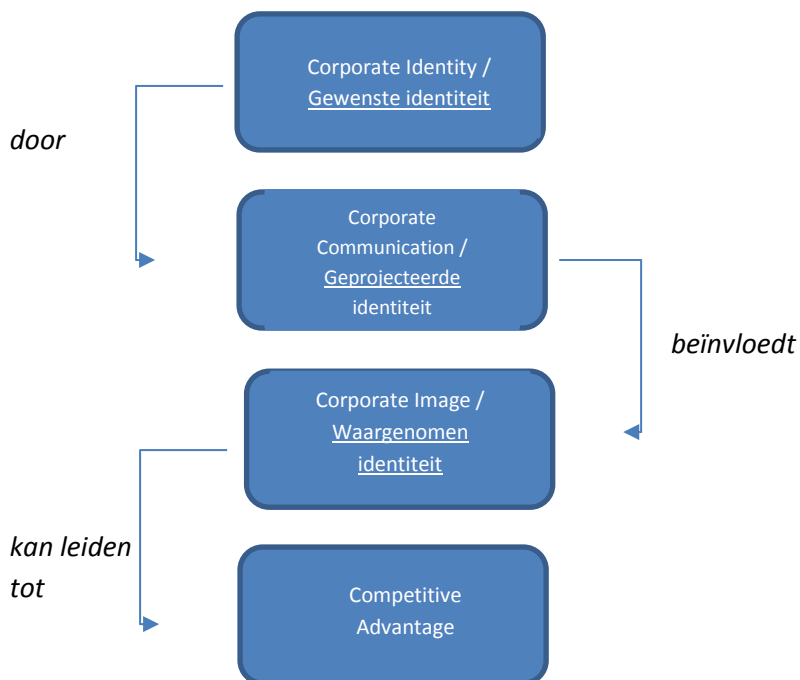 Corporate Identity /
Gewenste identiteit
door
Corporate
Communication /
Geprojecteerde
identiteit
beïnvloedt
Corporate Image /
Waargenomen
identiteit
kan leiden
tot
Competitive
Advantage